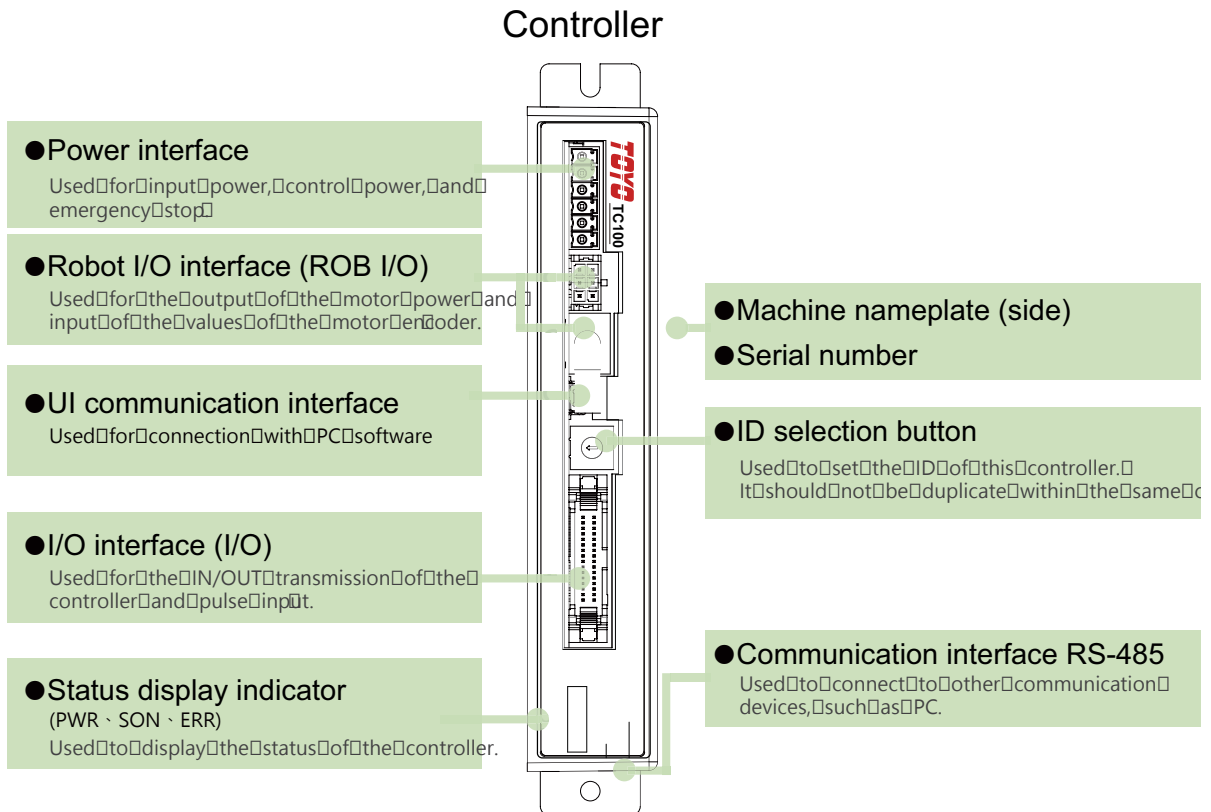 Controller
●Power interface
Used□for□input□power,□control□power,□and□
emergency□stop□
●Robot I/O interface (ROB I/O)
Used□for□the□output□of□the□motor□power□and□
input□of□the□values□of□the□motor□encoder.
●UI communication interface
Used□for□connection□with□PC□software
●I/O interface (I/O)
Used□for□the□IN/OUT□transmission□of□the□
controller□and□pulse□input.
●Status display indicator
(PWR、SON、ERR)
Used□to□display□the□status□of□the□controller.
TOYO
TC100
●Machine nameplate (side)
●Serial number
●ID selection button
Used□to□set□the□ID□of□this□controller.□
It□should□not□be□duplicate□within□the□same□
●Communication interface RS-485
Used□to□connect□to□other□communication□
devices,□such□as□PC.